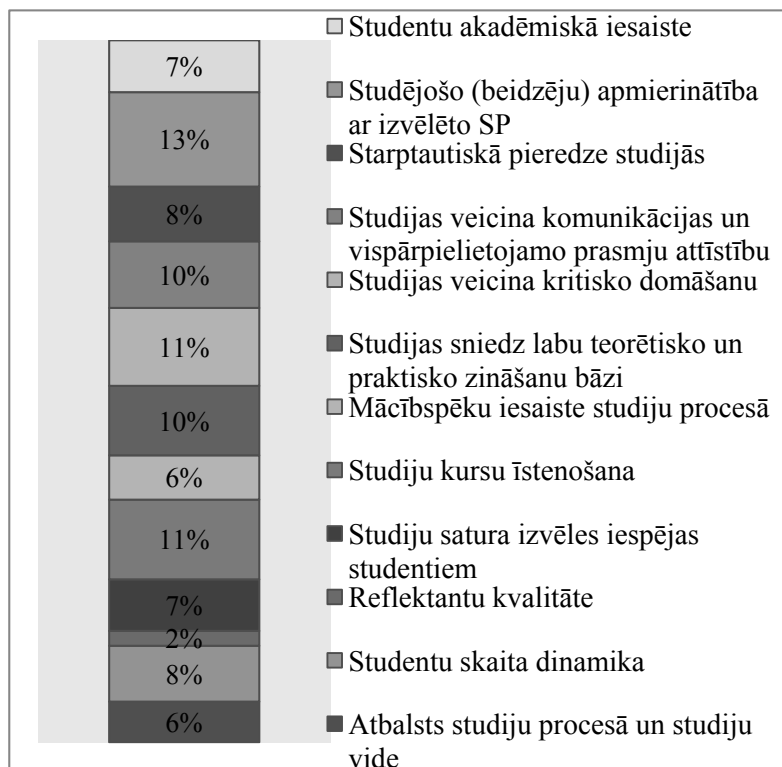 7%
13%
8%
10%
11%
10%
6%
11%
7%
2%
8%
6%
Studentu akadēmiskā iesaiste
Studējošo (beidzēju) apmierinātība
ar izvēlēto SP
Starptautiskā pieredze studijās
Studijas veicina komunikācijas un
vispārpielietojamo prasmju attīstību
Studijas veicina kritisko domāšanu
Studijas sniedz labu teorētisko un
praktisko zināšanu bāzi
Mācībspēku iesaiste studiju procesā
Studiju kursu īstenošana
Studiju satura izvēles iespējas
studentiem
Reflektantu kvalitāte
Studentu skaita dinamika
Atbalsts studiju procesā un studiju
vide